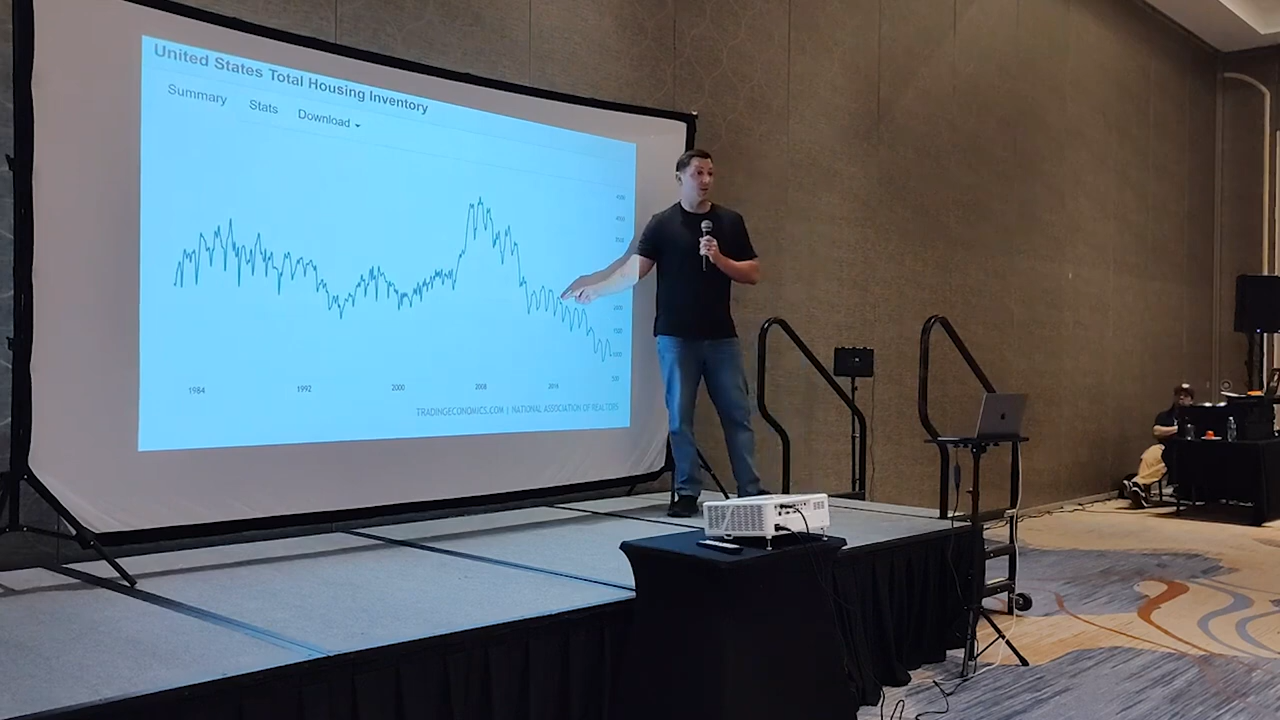 United States Total Housing Inventory
Summary Stats Download
1984 1992 2000 2008 2016
TRADINGECONOMICS.COM | NATIONAL ASSOCIATION OF REALTORS